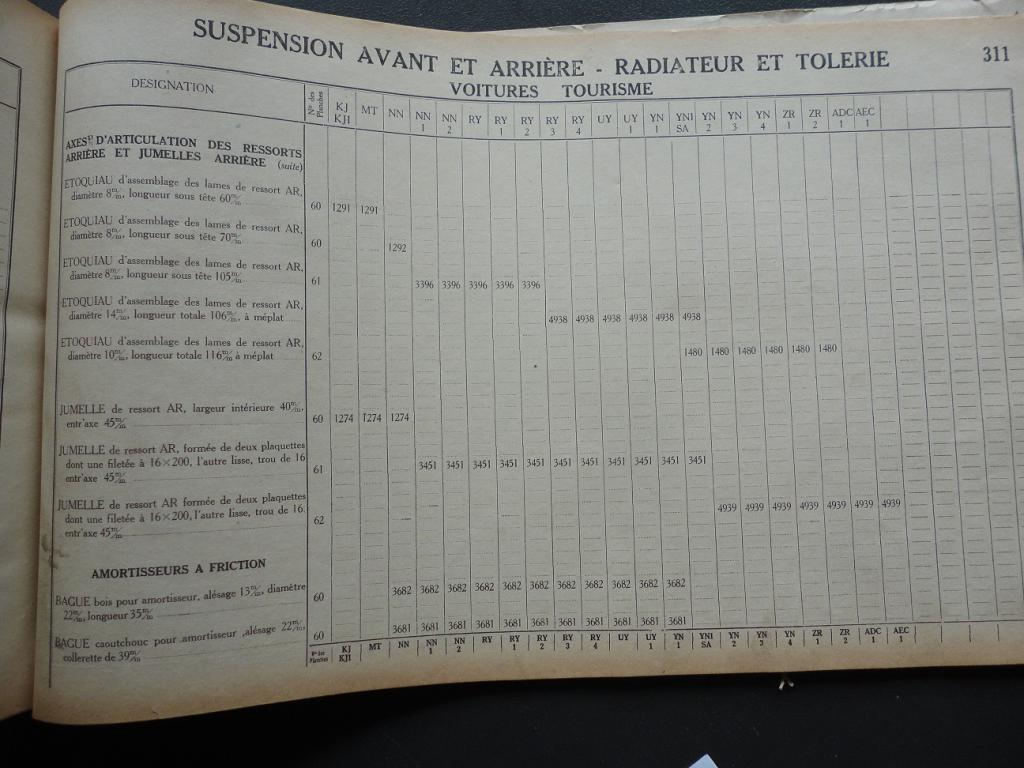 SUSPENSION AVANT ET ARRIÈRE - RADIATEUR ET TOLERIE
311
VOITURES TOURISME
DESIGNATION
Nos des Planches
KJ KJ1 MT NN NN 1 NN 2 RY RY 1 RY 2 RY 3 RY 4 UY UY 1 YN 1 YN1 SA YN 2 YN 3 YN 4 ZR 1 ZR 2 ADC 1 AEC 1
AXES D'ARTICULATION DES RESSORTS
ARRIÈRE ET JUMELLES ARRIÈRE (suite)
ETOQUIAU d'assemblage des lames de ressort AR,
diamètre 8m/m, longueur sous tête 60m/m
60 1291 1291
ETOQUIAU d'assemblage des lames de ressort AR,
diamètre 8m/m, longueur sous tête 70m/m
60 1292
ETOQUIAU d'assemblage des lames de ressort AR,
diamètre 8m/m, longueur sous tête 105m/m
61 3396 3396 3396 3396 3396
ETOQUIAU d'assemblage des lames de ressort AR,
diamètre 14m/m, longueur totale 106m/m, à méplat
4938 4938 4938 4938 4938 4938
ETOQUIAU d'assemblage des lames de ressort AR,
diamètre 10m/m, longueur totale 116m/m à méplat
62 1480 1480 1480 1480 1480 1480
JUMELLE de ressort AR, largeur intérieure 40m/m,
entr'axe 45m/m
60 1274 1274 1274
JUMELLE de ressort AR, formée de deux plaquettes
dont une filetée à 16×200, l'autre lisse, trou de 16
entr'axe 45m/m
61 3451 3451 3451 3451 3451 3451 3451 3451 3451 3451 3451
JUMELLE de ressort AR formée de deux plaquettes
dont une filetée à 16×200, l'autre lisse, trou de 16.
entr'axe 45m/m
62 4939 4939 4939 4939 4939 4939 4939
AMORTISSEURS A FRICTION
BAGUE bois pour amortisseur, alésage 13m/m, diamètre
22m/m, longueur 35m/m
60 3682 3682 3682 3682 3682 3682 3682 3682 3682 3682 3682
BAGUE caoutchouc pour amortisseur ,alésage 22m/m,
collerette de 39m/m
60 3681 3681 3681 3681 3681 3681 3681 3681 3681 3681 3681
Nos des Planches KJ KJ1 MT NN NN 1 NN 2 RY RY 1 RY 2 RY 3 RY 4 UY UY 1 YN 1 YN1 SA YN 2 YN 3 YN 4 ZR 1 ZR 2 ADC 1 AEC 1